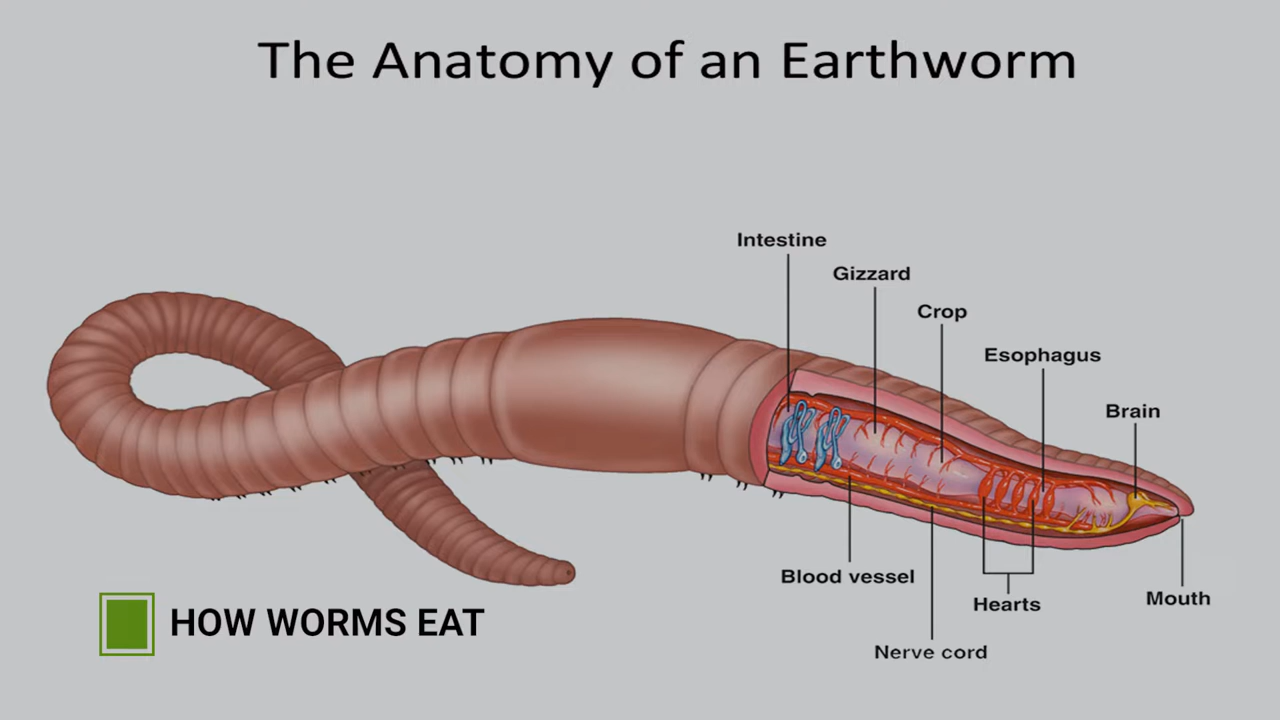 The Anatomy of an Earthworm
Intestine
Gizzard
Crop
Esophagus
Brain
Blood vessel
Hearts
Mouth
Nerve cord
HOW WORMS EAT